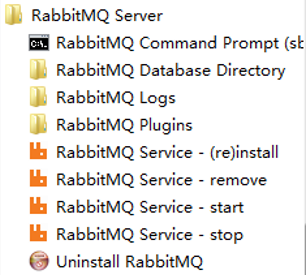 RabbitMQ Server
RabbitMQ Command Prompt (sb
RabbitMQ Database Directory
RabbitMQ Logs
RabbitMQ Plugins
RabbitMQ Service - (re)install
RabbitMQ Service - remove
RabbitMQ Service - start
RabbitMQ Service - stop
Uninstall RabbitMQ